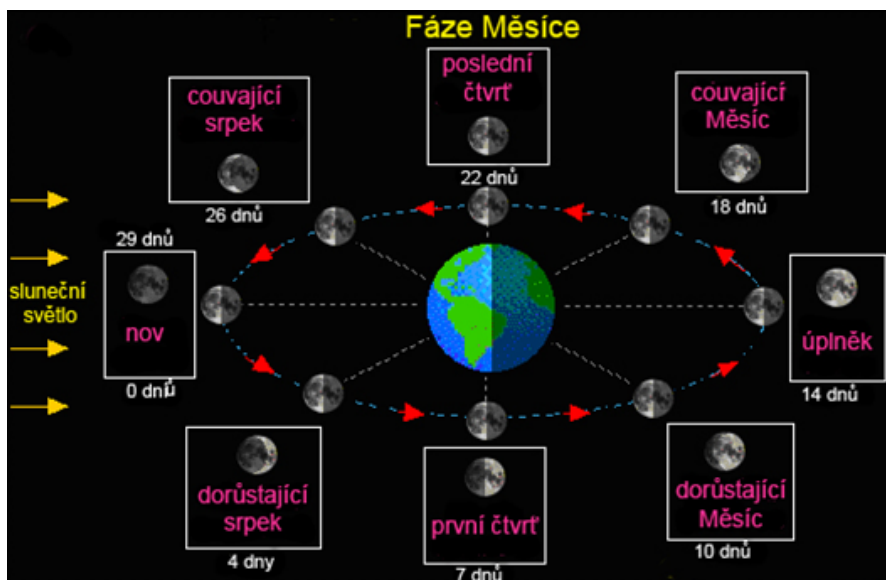 Fáze Měsíce
couvající
srpek
26 dnů
poslední
čtvrť
22 dnů
couvající
Měsíc
18 dnů
29 dnů
nov
0 dnů
sluneční
světlo
úplněk
14 dnů
dorůstající
srpek
4 dny
první čtvrť
7 dnů
dorůstající
Měsíc
10 dnů